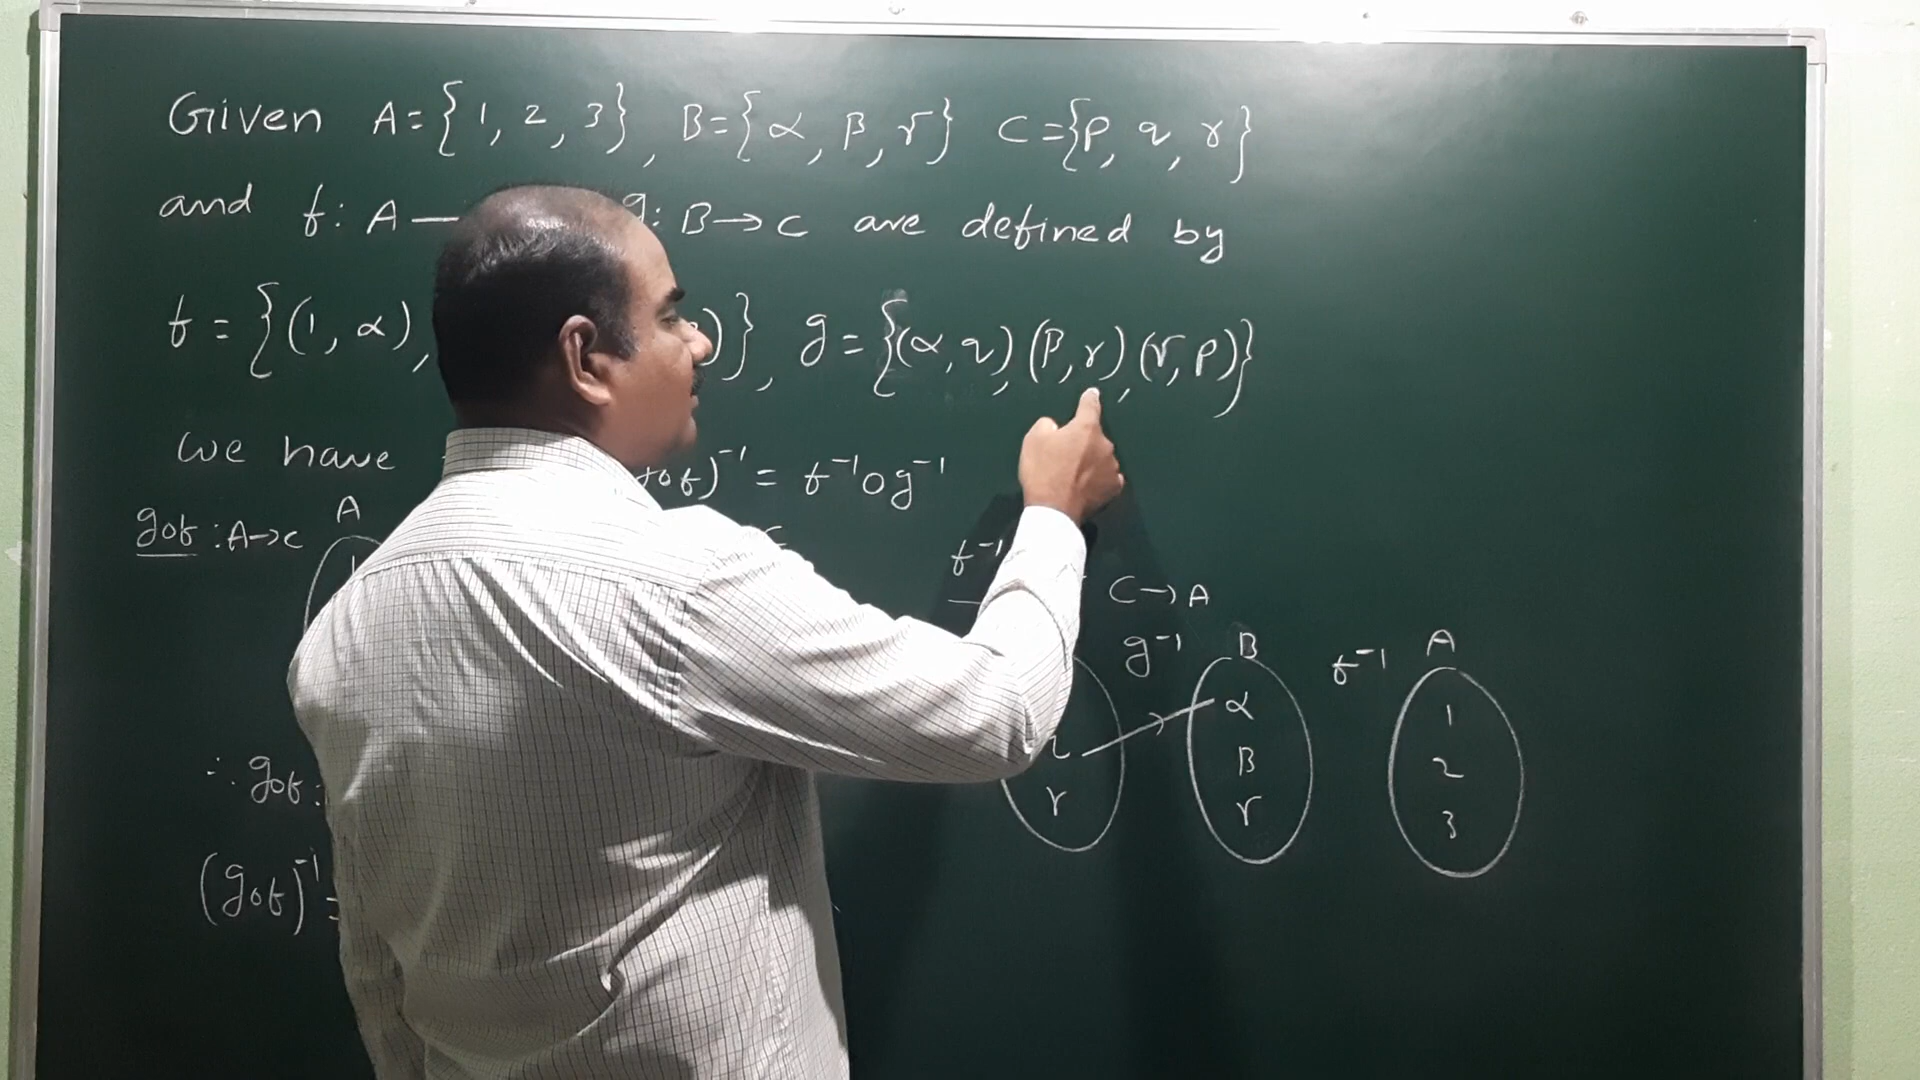 Given A={1, 2, 3}, B={α, β, γ} C={p, q, r}
and f: A— g: B→C are defined by
f = {(1, α), )}, g = {(α, q), (β, r), (γ, p)}
We have of)⁻¹ = f⁻¹og⁻¹
gof : A→C A
f⁻¹ C→A
g⁻¹ B f⁻¹ A
α 1
β 2
r γ 3
∴ gof :
(gof)⁻¹ =